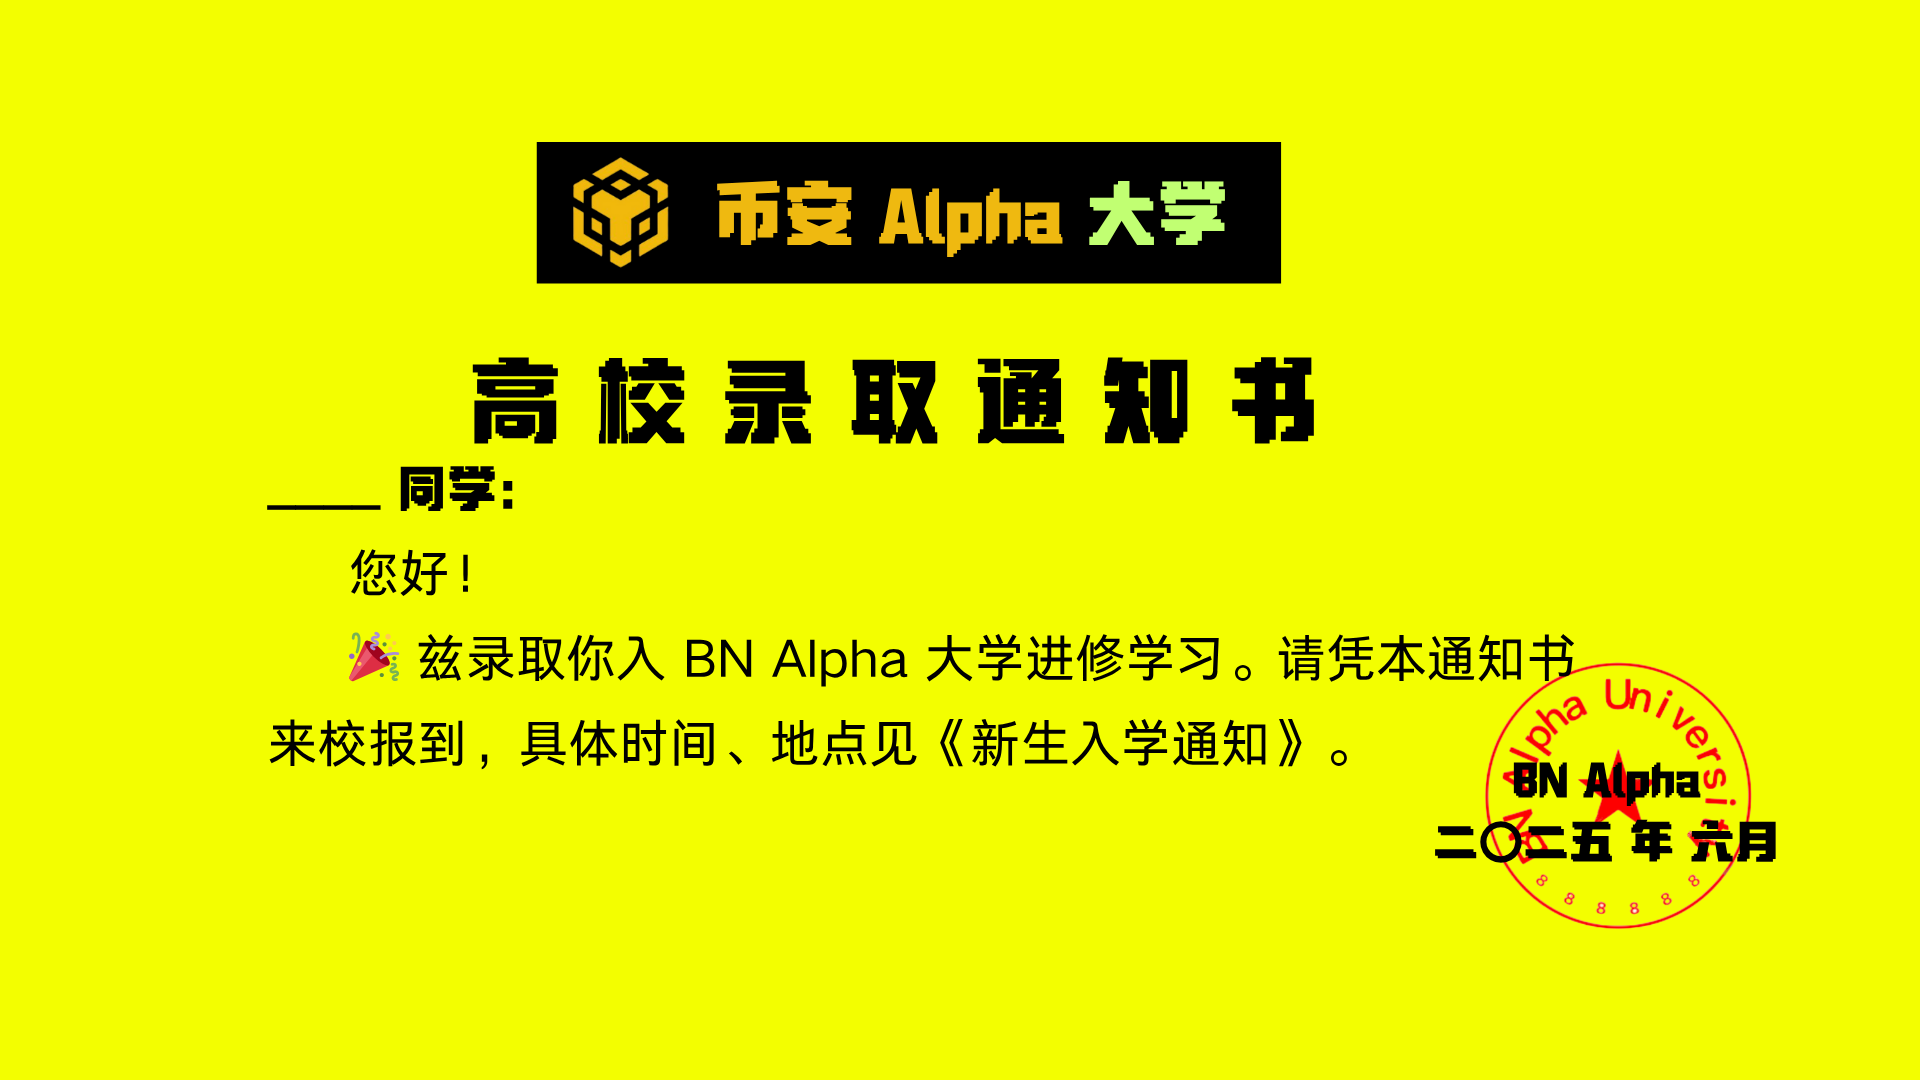 币安 Alpha 大学
高校录取通知书
____ 同学:
您好！
🎉 兹录取你入 BN Alpha 大学进修学习。请凭本通知书
来校报到，具体时间、地点见《新生入学通知》。
BN Alpha University
BN Alpha
二〇二五 年 六月
8 8 8 8 8 8